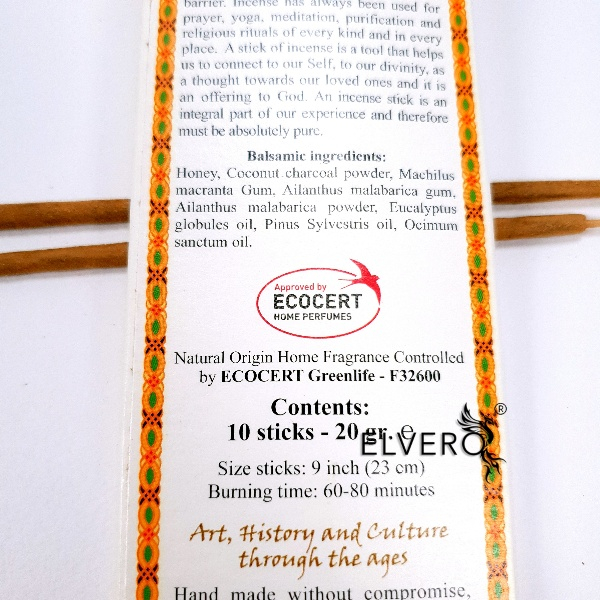 barrier. Incense has always been used for
prayer, yoga, meditation, purification and
religious rituals of every kind and in every
place. A stick of incense is a tool that helps
us to connect to our Self, to our divinity, as
a thought towards our loved ones and it is
an offering to God. An incense stick is an
integral part of our experience and therefore
must be absolutely pure.
Balsamic ingredients:
Honey, Coconut charcoal powder, Machilus
macranta Gum, Ailanthus malabarica gum,
Ailanthus malabarica powder, Eucalyptus
globules oil, Pinus Sylvestris oil, Ocimum
sanctum oil.
Approved by
ECOCERT
HOME PERFUMES
Natural Origin Home Fragrance Controlled
by ECOCERT Greenlife - F32600
Contents:
10 sticks - 20 gr. e
ELVERO ®
Size sticks: 9 inch (23 cm)
Burning time: 60-80 minutes
Art, History and Culture
through the ages
Hand made without compromise,